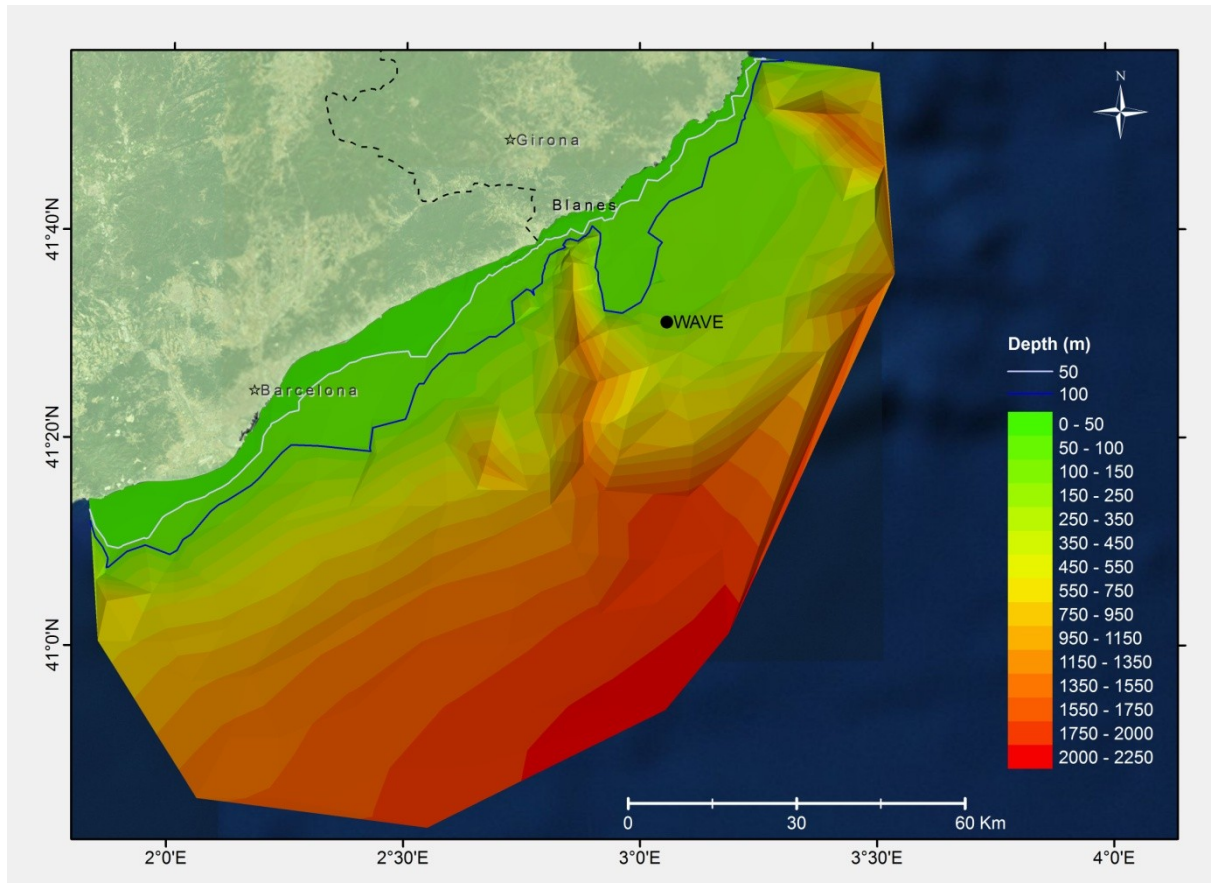 N
☆Girona
Blanes
WAVE
☆Barcelona
41°40'N
41°20'N
41°0'N
Depth (m)
50
100
0 - 50
50 - 100
100 - 150
150 - 250
250 - 350
350 - 450
450 - 550
550 - 750
750 - 950
950 - 1150
1150 - 1350
1350 - 1550
1550 - 1750
1750 - 2000
2000 - 2250
0 30 60 Km
2°0'E 2°30'E 3°0'E 3°30'E 4°0'E